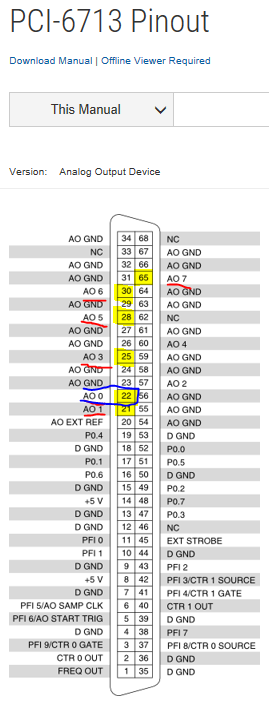 PCI-6713 Pinout
Download Manual | Offline Viewer Required
This Manual
Version: Analog Output Device
AO GND 34 68 NC
NC 33 67 AO GND
AO GND 32 66 AO GND
AO GND 31 65 AO 7
AO 6 30 64 AO GND
AO GND 29 63 AO GND
AO 5 28 62 NC
AO GND 27 61 AO GND
AO GND 26 60 AO 4
AO 3 25 59 AO GND
AO GND 24 58 AO GND
AO GND 23 57 AO 2
AO 0 22 56 AO GND
AO 1 21 55 AO GND
AO EXT REF 20 54 AO GND
P0.4 19 53 D GND
D GND 18 52 P0.0
P0.1 17 51 P0.5
P0.6 16 50 D GND
D GND 15 49 P0.2
+5 V 14 48 P0.7
D GND 13 47 P0.3
D GND 12 46 NC
PFI 0 11 45 EXT STROBE
PFI 1 10 44 D GND
D GND 9 43 PFI 2
+5 V 8 42 PFI 3/CTR 1 SOURCE
D GND 7 41 PFI 4/CTR 1 GATE
PFI 5/AO SAMP CLK 6 40 CTR 1 OUT
PFI 6/AO START TRIG 5 39 D GND
D GND 4 38 PFI 7
PFI 9/CTR 0 GATE 3 37 PFI 8/CTR 0 SOURCE
CTR 0 OUT 2 36 D GND
FREQ OUT 1 35 D GND